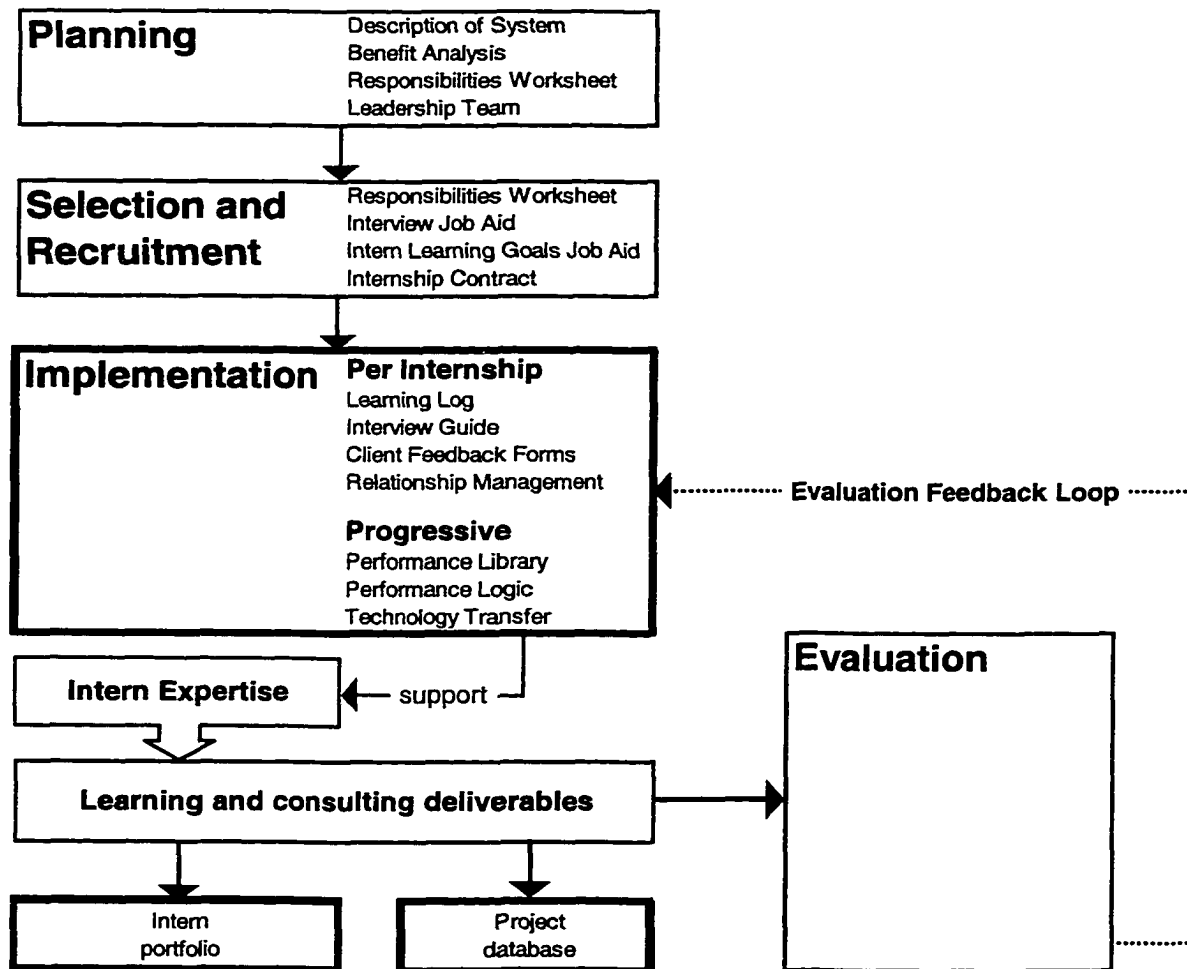 Planning
Description of System
Benefit Analysis
Responsibilities Worksheet
Leadership Team
Selection and
Recruitment
Responsibilities Worksheet
Interview Job Aid
Intern Learning Goals Job Aid
Internship Contract
Implementation
Per Internship
Learning Log
Interview Guide
Client Feedback Forms
Relationship Management
Progressive
Performance Library
Performance Logic
Technology Transfer
Evaluation Feedback Loop
Intern Expertise
support
Learning and consulting deliverables
Evaluation
Intern
portfolio
Project
database